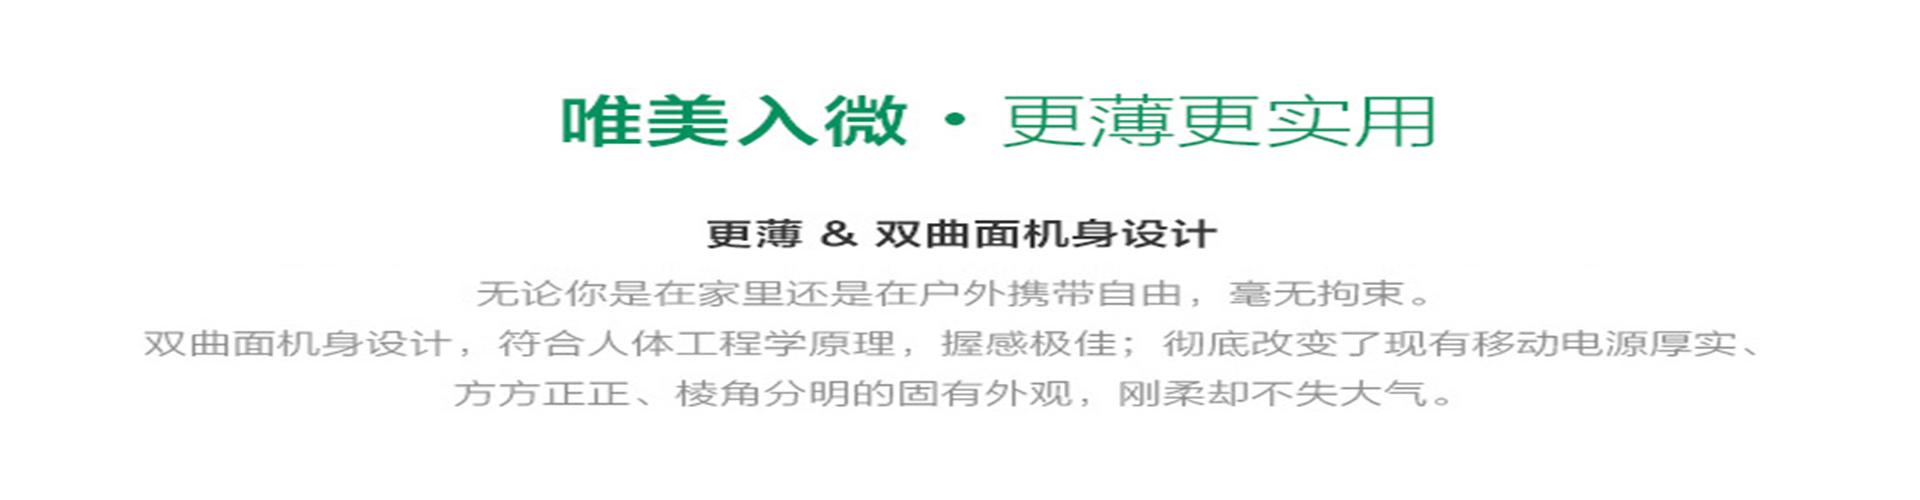 唯美入微·更薄更实用
更薄 & 双曲面机身设计
无论你是在家里还是在户外携带自由，毫无拘束。
双曲面机身设计，符合人体工程学原理，握感极佳；彻底改变了现有移动电源厚实、
方方正正、棱角分明的固有外观，刚柔却不失大气。